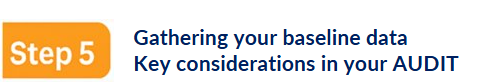 Step 5
Gathering your baseline data
Key considerations in your AUDIT